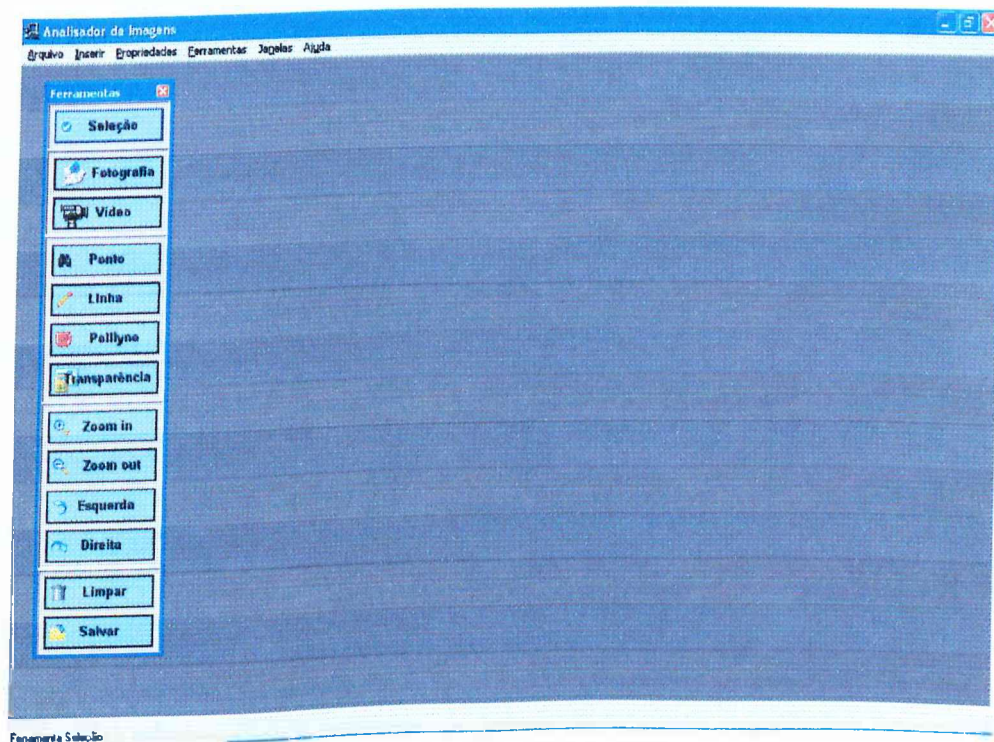 Analisador de Imagens
Arquivo Inserir Propriedades Ferramentas Janelas Ajuda
Ferramentas
Seleção
Fotografia
Vídeo
Ponto
Linha
Pollyno
Transparência
Zoom in
Zoom out
Esquerda
Direita
Limpar
Salvar
Ferramenta Seleção